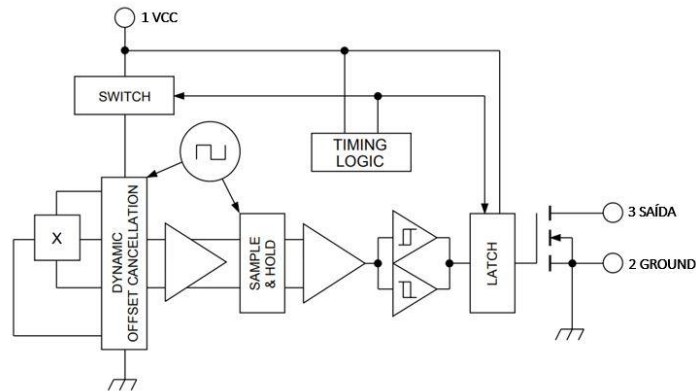 1 VCC
SWITCH
TIMING
LOGIC
X
DYNAMIC
OFFSET CANCELLATION
SAMPLE
& HOLD
LATCH
3 SAÍDA
2 GROUND